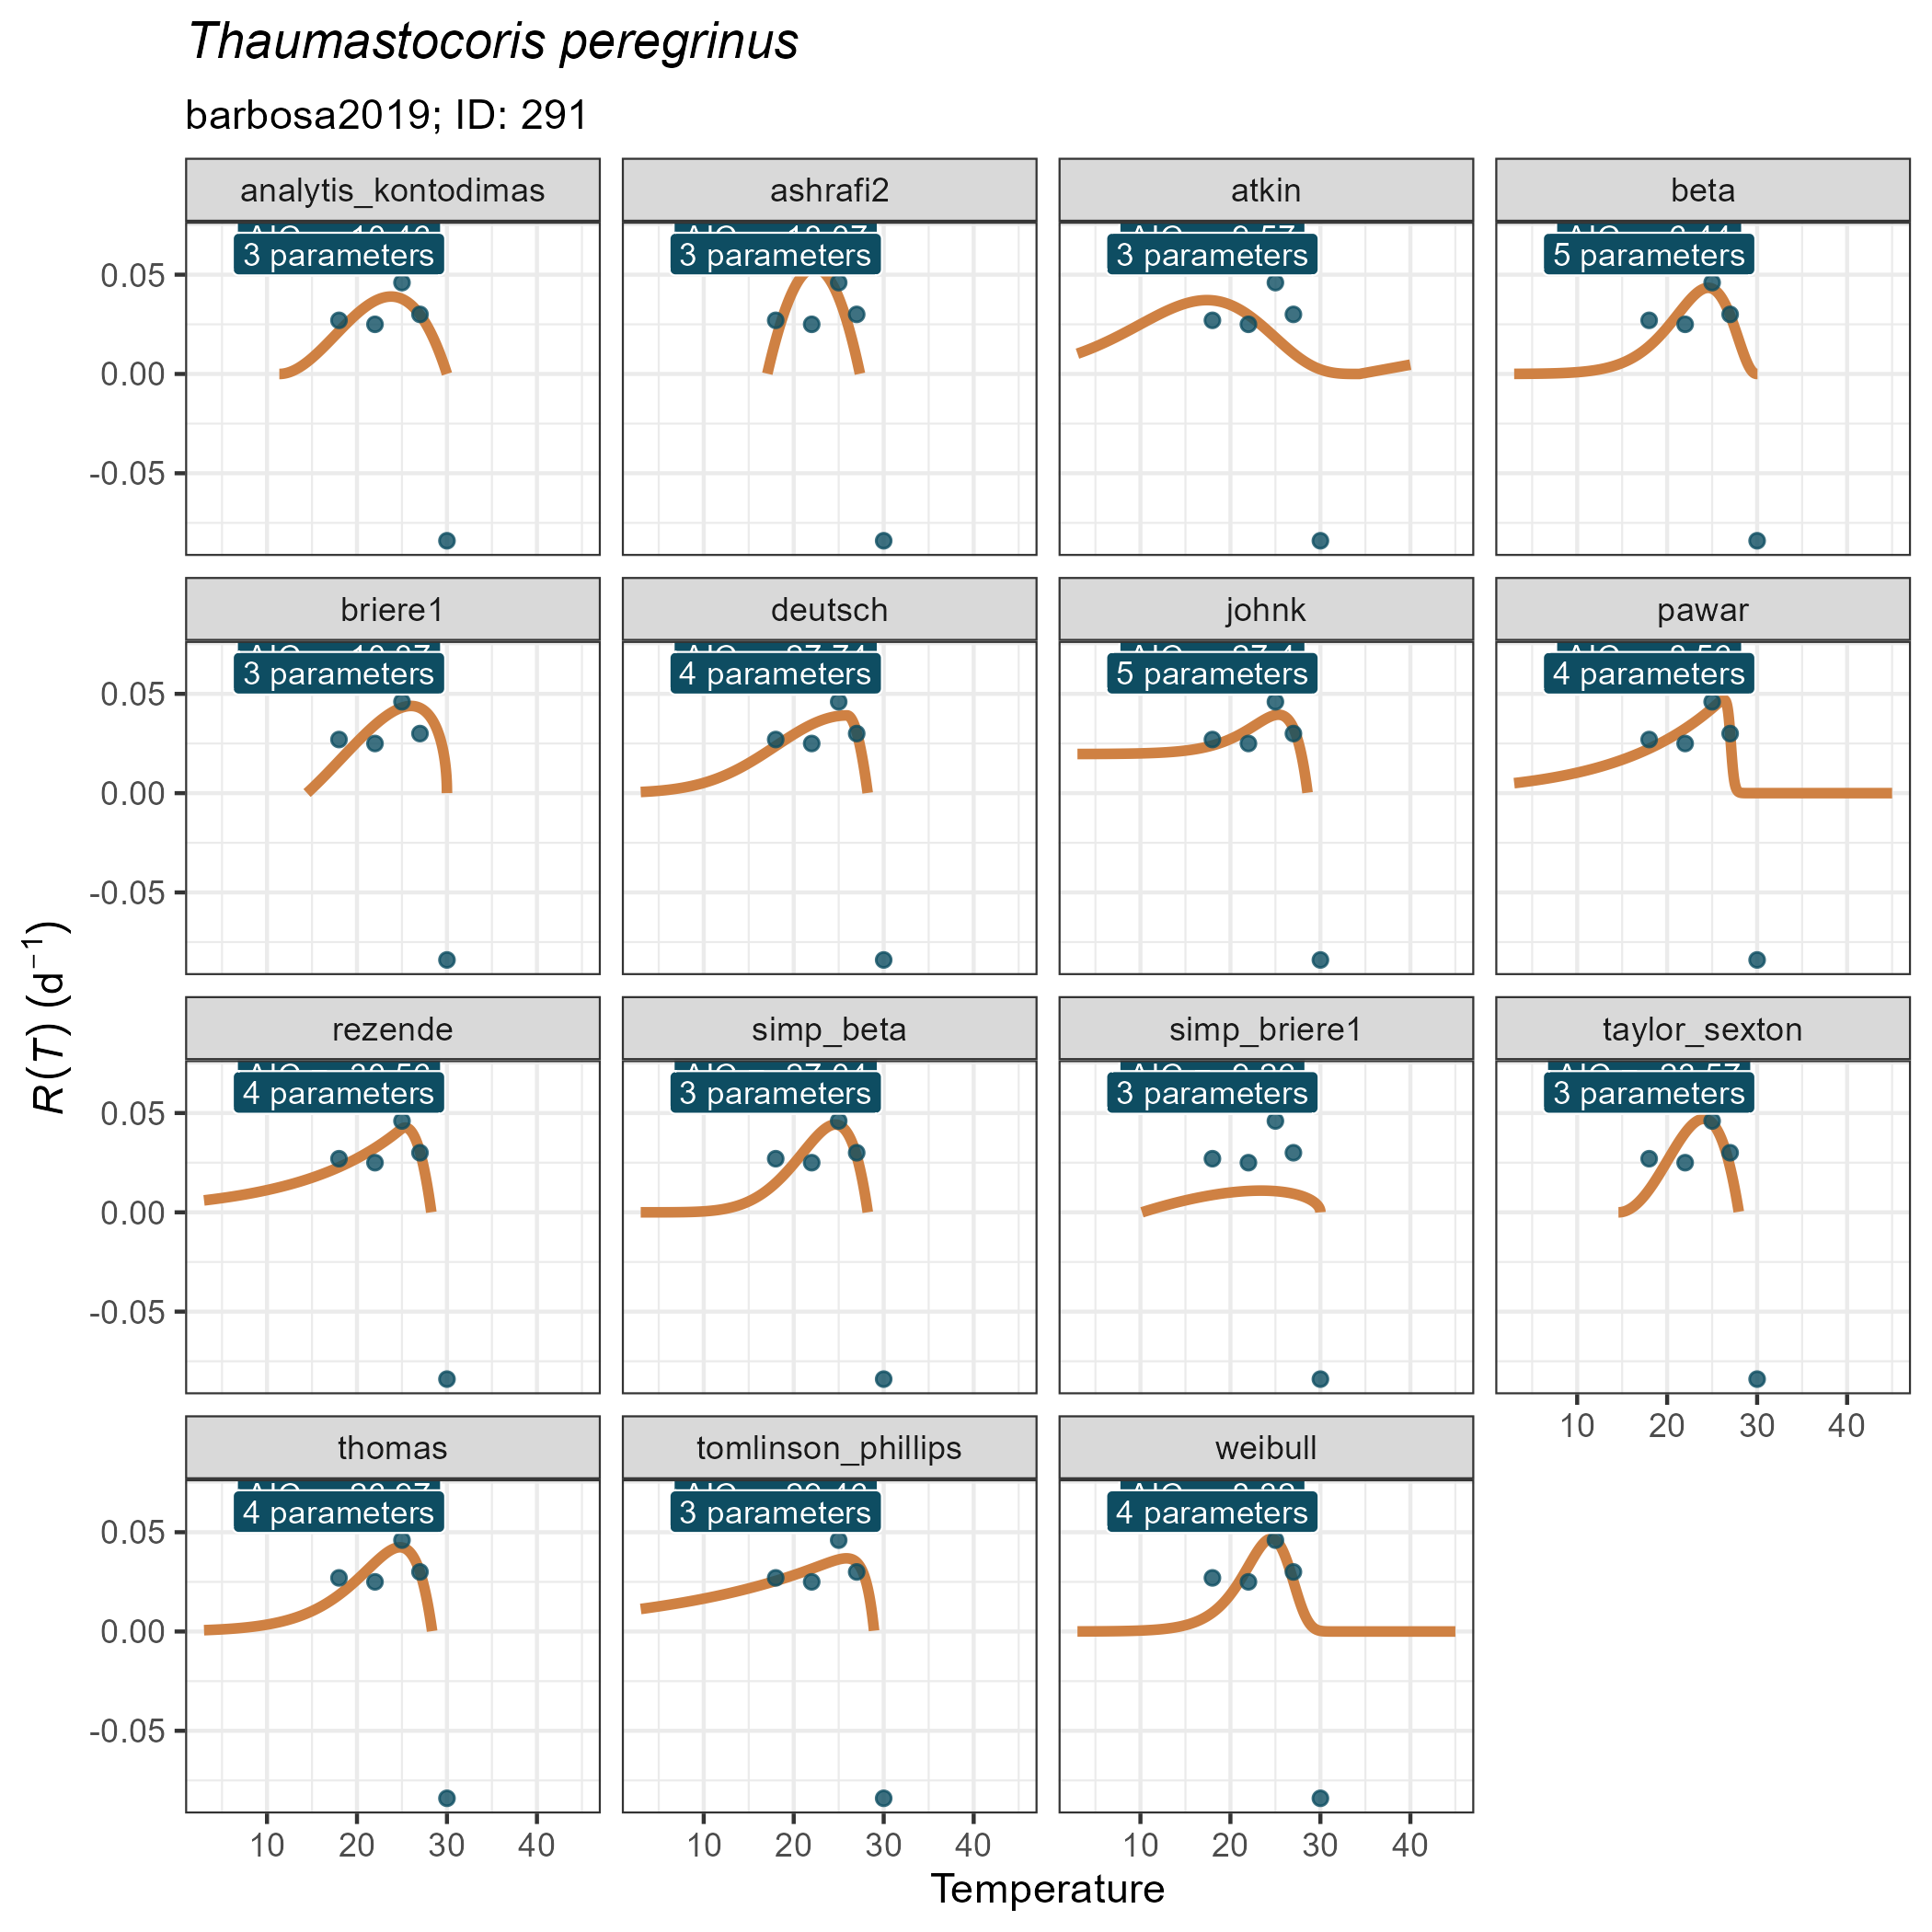 Thaumastocoris peregrinus
barbosa2019; ID: 291
analytis_kontodimas
ashrafi2
atkin
beta
3 parameters
3 parameters
3 parameters
5 parameters
0.05
0.00
-0.05
briere1
deutsch
johnk
pawar
3 parameters
4 parameters
5 parameters
4 parameters
0.05
0.00
-0.05
R(T) (d⁻¹)
rezende
simp_beta
simp_briere1
taylor_sexton
4 parameters
3 parameters
3 parameters
3 parameters
0.05
0.00
-0.05
10 20 30 40
thomas
tomlinson_phillips
weibull
4 parameters
3 parameters
4 parameters
0.05
0.00
-0.05
10 20 30 40
10 20 30 40
10 20 30 40
Temperature